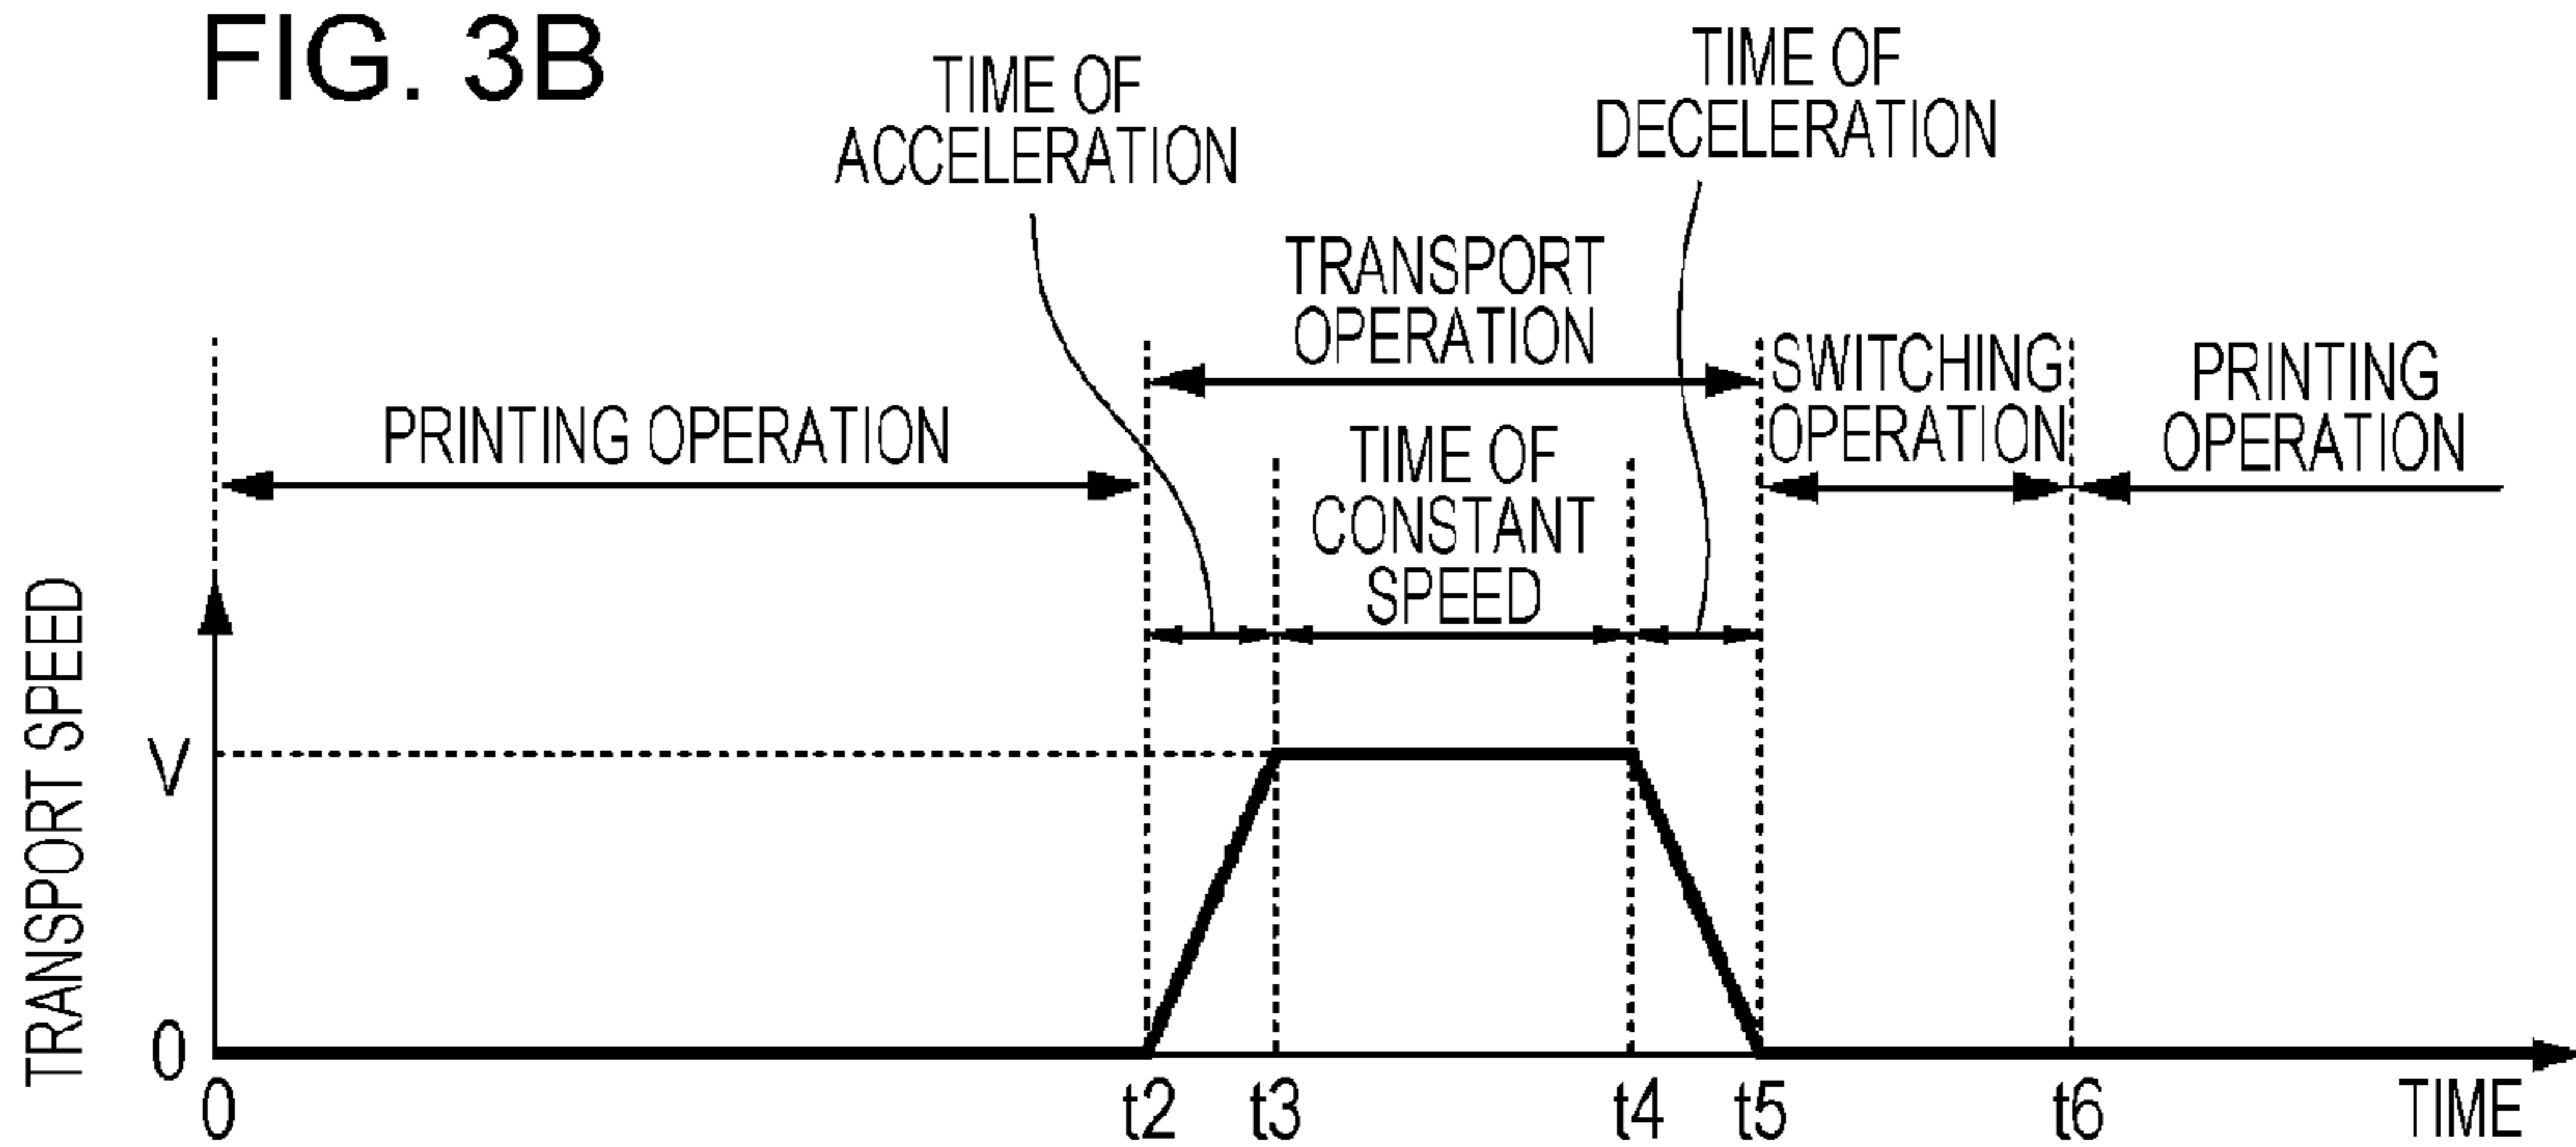 FIG. 3B
TIME OF
ACCELERATION
TIME OF
DECELERATION
TRANSPORT
OPERATION
SWITCHING
OPERATION
PRINTING
OPERATION
PRINTING OPERATION
TIME OF
CONSTANT
SPEED
TRANSPORT SPEED
V
0
0
t2
t3
t4
t5
t6
TIME